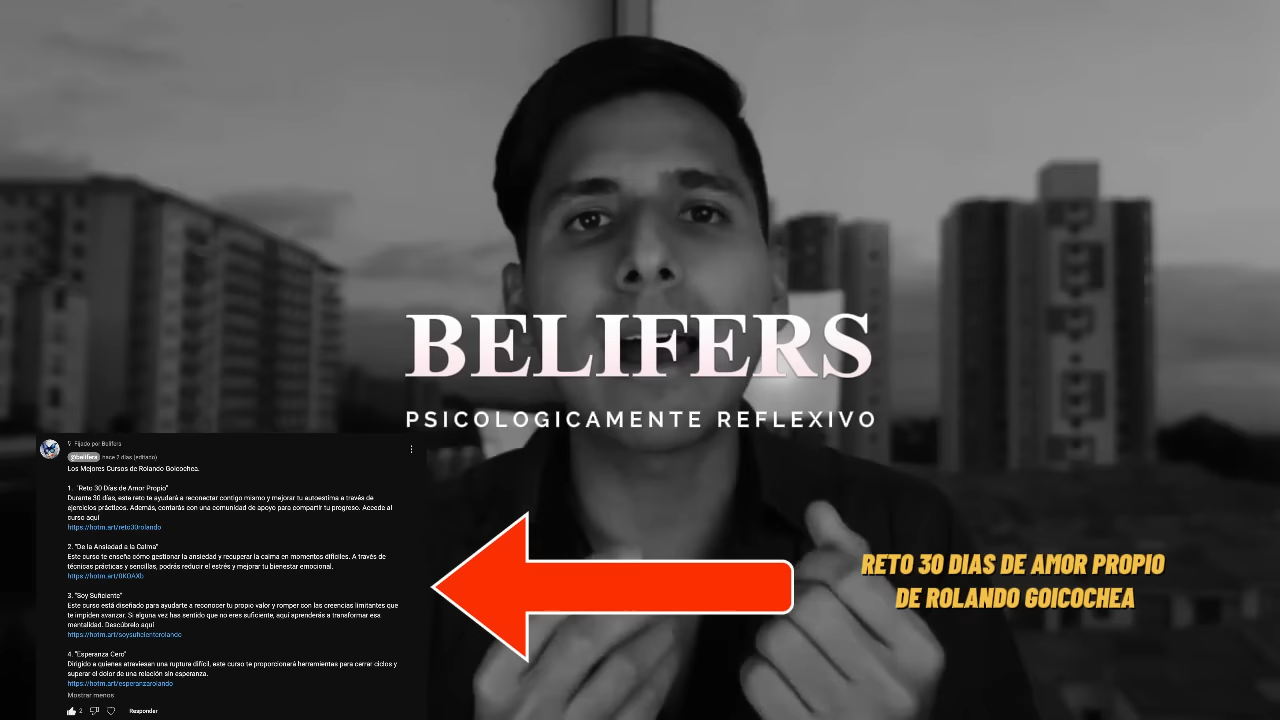 BELIFERS
PSICOLOGICAMENTE REFLEXIVO
Fijado por Belifers
@belifers hace 2 días (editado)
Los Mejores Cursos de Rolando Goicochea.
1. "Reto 30 Días de Amor Propio"
Durante 30 días, este reto te ayudará a reconectar contigo mismo y mejorar tu autoestima a través de
ejercicios prácticos. Además, contarás con una comunidad de apoyo para compartir tu progreso. Accede al
curso aquí
https://hotm.art/reto30rolando
2. "De la Ansiedad a la Calma"
Este curso te enseña cómo gestionar la ansiedad y recuperar la calma en momentos difíciles. A través de
técnicas prácticas y sencillas, podrás reducir el estrés y mejorar tu bienestar emocional.
https://hotm.art/0KOAXb
3. "Soy Suficiente"
Este curso está diseñado para ayudarte a reconocer tu propio valor y romper con las creencias limitantes que
te impiden avanzar. Si alguna vez has sentido que no eres suficiente, aquí aprenderás a transformar esa
mentalidad. Descúbrelo aquí
https://hotm.art/soysuficienterolando
4. "Esperanza Cero"
Dirigido a quienes atraviesan una ruptura difícil, este curso te proporcionará herramientas para cerrar ciclos y
superar el dolor de una relación sin esperanza.
https://hotm.art/esperanzarolando
Mostrar menos
2 Responder
RETO 30 DIAS DE AMOR PROPIO
DE ROLANDO GOICOCHEA